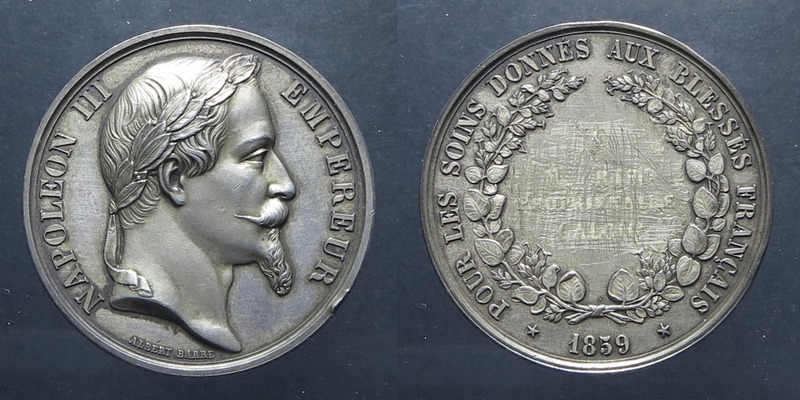 NAPOLEON III EMPEREUR
ALBERT BARRE
POUR LES SOINS DONNÉS AUX BLESSÉS FRANÇAIS
* 1859 *